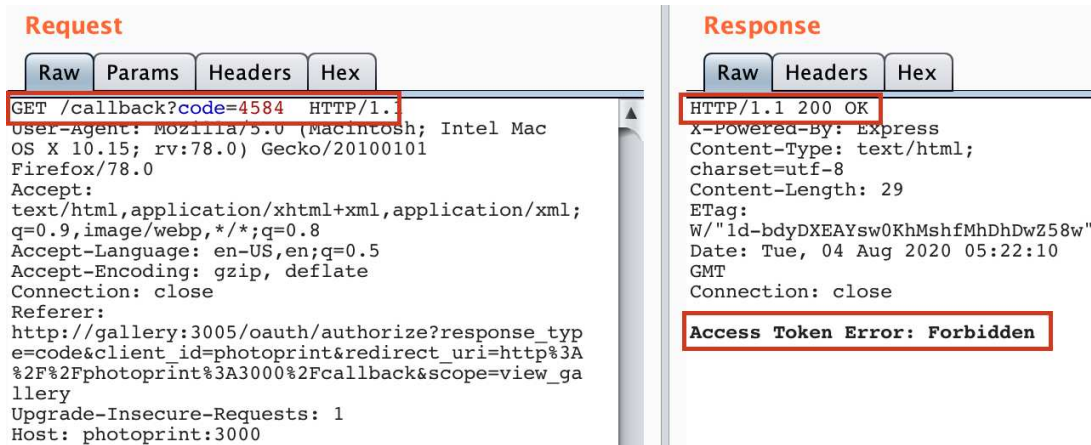 Request
Raw Params Headers Hex
GET /callback?code=4584 HTTP/1.1
User-Agent: Mozilla/5.0 (Macintosh; Intel Mac
OS X 10.15; rv:78.0) Gecko/20100101
Firefox/78.0
Accept:
text/html,application/xhtml+xml,application/xml;
q=0.9,image/webp,*/*;q=0.8
Accept-Language: en-US,en;q=0.5
Accept-Encoding: gzip, deflate
Connection: close
Referer:
http://gallery:3005/oauth/authorize?response_typ
e=code&client_id=photoprint&redirect_uri=http%3A
%2F%2Fphotoprint%3A3000%2Fcallback&scope=view_ga
llery
Upgrade-Insecure-Requests: 1
Host: photoprint:3000
Response
Raw Headers Hex
HTTP/1.1 200 OK
X-Powered-By: Express
Content-Type: text/html;
charset=utf-8
Content-Length: 29
ETag:
W/"1d-bdyDXEAYsw0KhMshfMhDhDwZ58w"
Date: Tue, 04 Aug 2020 05:22:10
GMT
Connection: close
Access Token Error: Forbidden